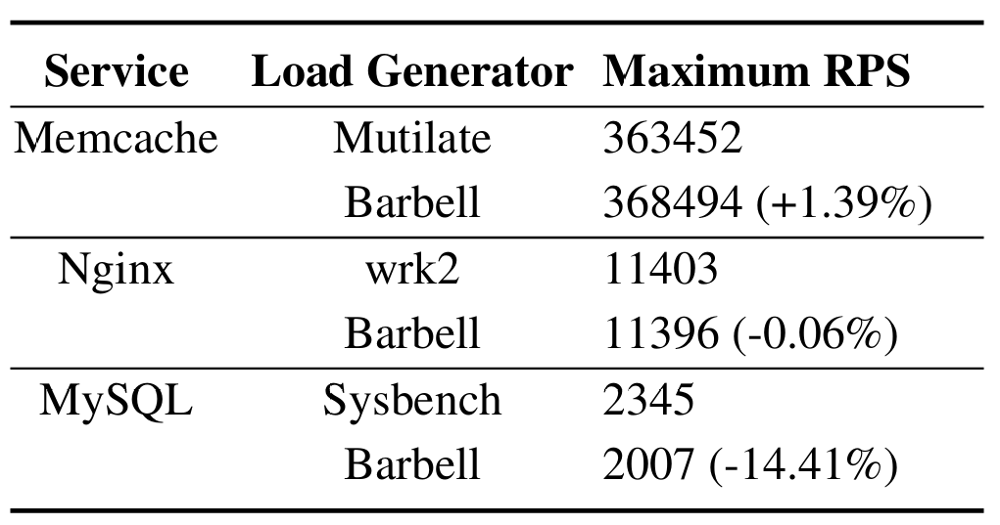 Service Load Generator Maximum RPS
Memcache Mutilate 363452
Barbell 368494 (+1.39%)
Nginx wrk2 11403
Barbell 11396 (-0.06%)
MySQL Sysbench 2345
Barbell 2007 (-14.41%)